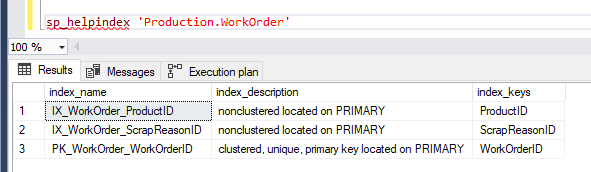 sp_helpindex 'Production.WorkOrder'
100 %
Results Messages Execution plan
index_name index_description index_keys
1 IX_WorkOrder_ProductID nonclustered located on PRIMARY ProductID
2 IX_WorkOrder_ScrapReasonID nonclustered located on PRIMARY ScrapReasonID
3 PK_WorkOrder_WorkOrderID clustered, unique, primary key located on PRIMARY WorkOrderID